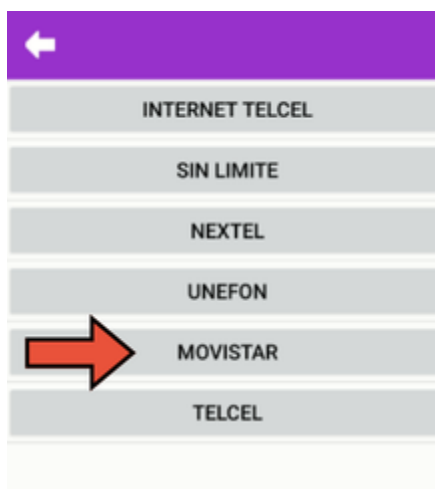 INTERNET TELCEL
SIN LIMITE
NEXTEL
UNEFON
MOVISTAR
TELCEL